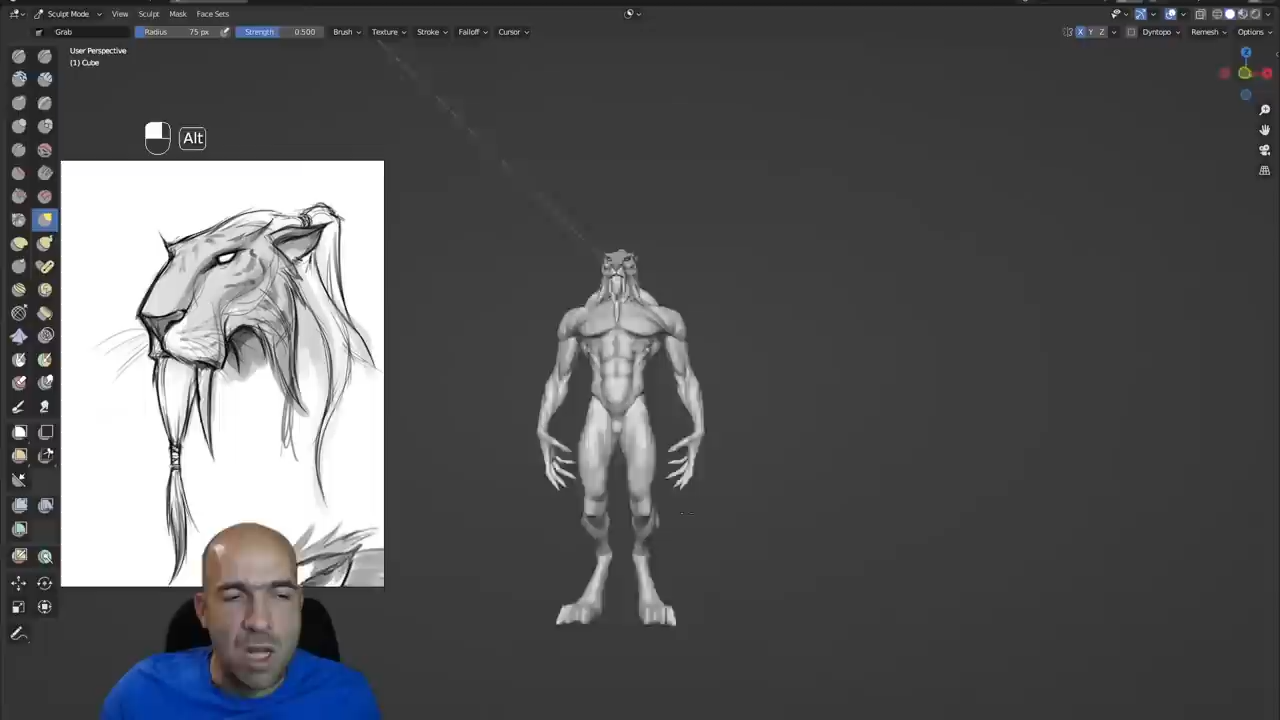 Sculpt Mode View Sculpt Mask Face Sets
Grab Radius 75 px Strength 0.500 Brush Texture Stroke Falloff Cursor X Y Z Dyntopo Remesh Options
User Perspective
(1) Cube
Z
X
Alt